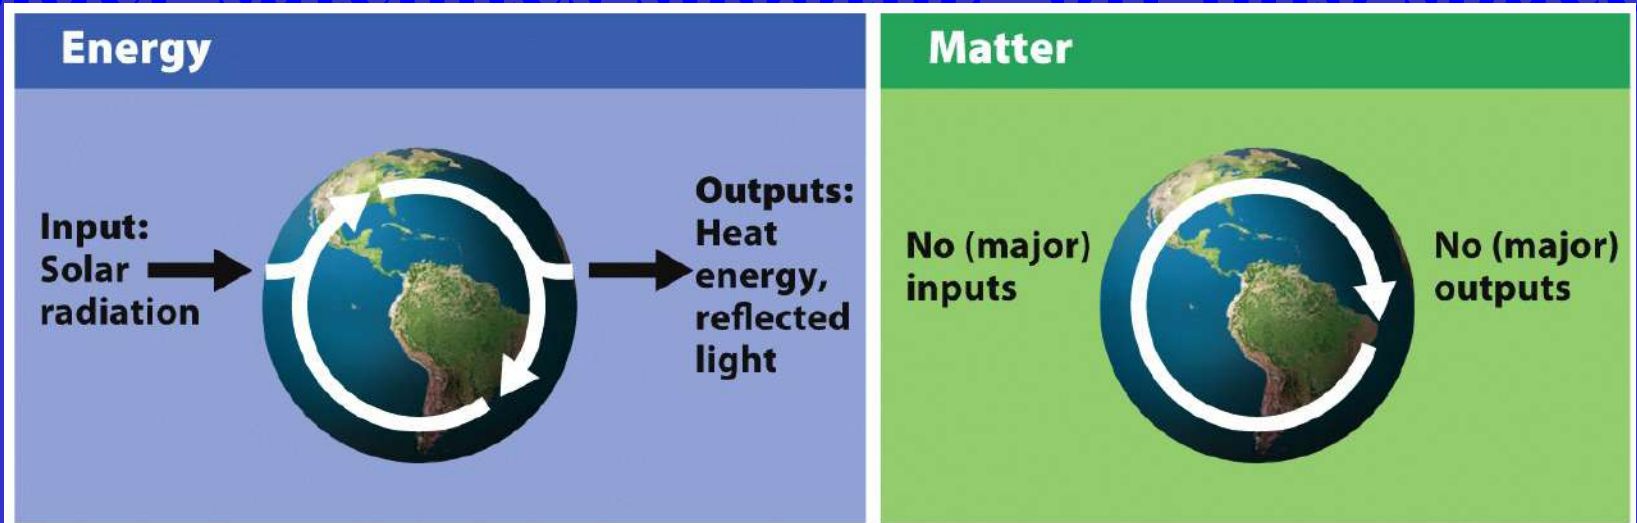 Energy
Input:
Solar
radiation
Outputs:
Heat
energy,
reflected
light
Matter
No (major)
inputs
No (major)
outputs